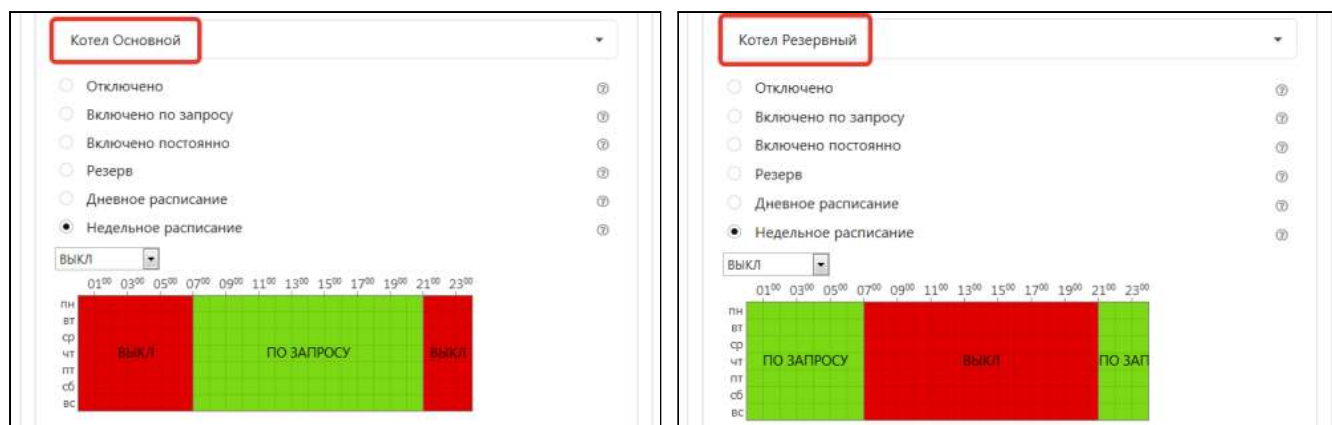 Котел Основной
Отключено
Включено по запросу
Включено постоянно
Резерв
Дневное расписание
Недельное расписание
ВЫКЛ
01⁰⁰ 03⁰⁰ 05⁰⁰ 07⁰⁰ 09⁰⁰ 11⁰⁰ 13⁰⁰ 15⁰⁰ 17⁰⁰ 19⁰⁰ 21⁰⁰ 23⁰⁰
пн
вт
ср
чт ВЫКЛ ПО ЗАПРОСУ ВЫКЛ
пт
сб
вс
Котел Резервный
Отключено
Включено по запросу
Включено постоянно
Резерв
Дневное расписание
Недельное расписание
ВЫКЛ
01⁰⁰ 03⁰⁰ 05⁰⁰ 07⁰⁰ 09⁰⁰ 11⁰⁰ 13⁰⁰ 15⁰⁰ 17⁰⁰ 19⁰⁰ 21⁰⁰ 23⁰⁰
пн
вт
ср
чт ПО ЗАПРОСУ ВЫКЛ ПО ЗАП
пт
сб
вс